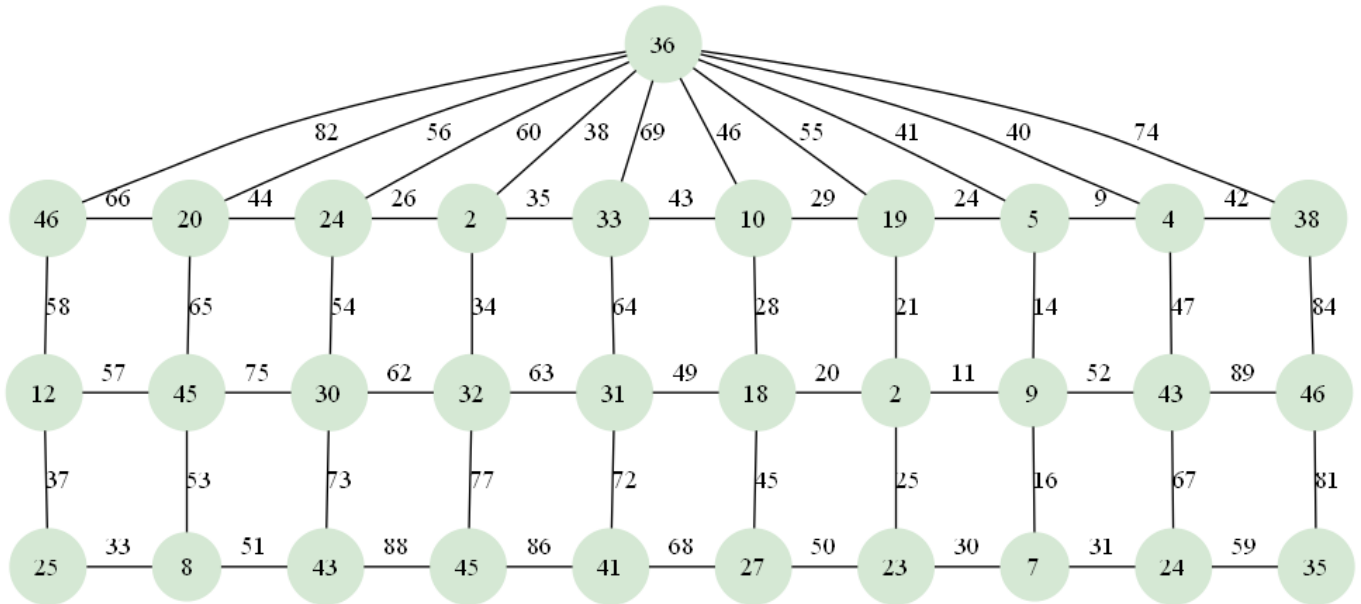 36
82 56 60 38 69 46 55 41 40 74
66 44 26 35 43 29 24 9 42
46 20 24 2 33 10 19 5 4 38
58 65 54 34 64 28 21 14 47 84
57 75 62 63 49 20 11 52 89
12 45 30 32 31 18 2 9 43 46
37 53 73 77 72 45 25 16 67 81
33 51 88 86 68 50 30 31 59
25 8 43 45 41 27 23 7 24 35